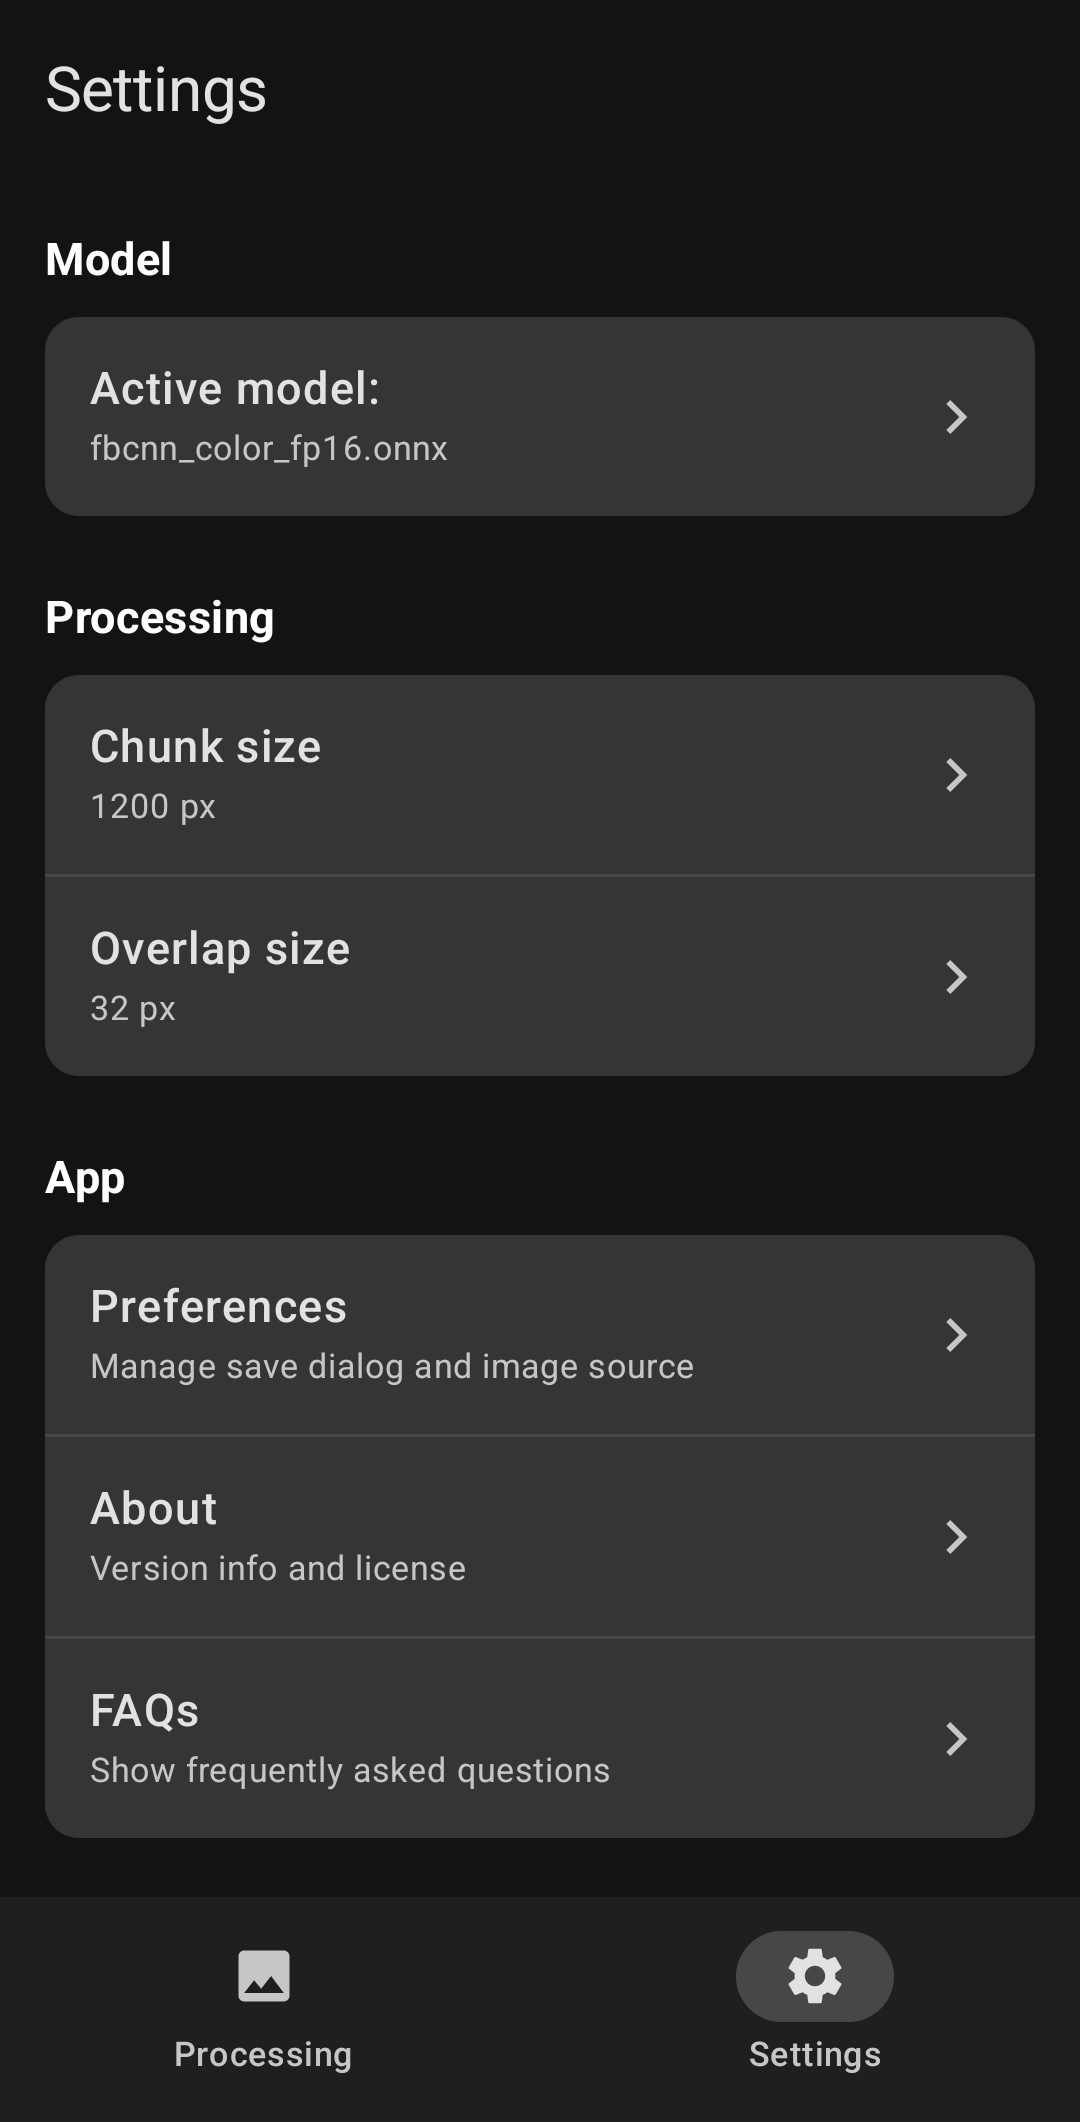 Settings
Model
Active model:
fbcnn_color_fp16.onnx
Processing
Chunk size
1200 px
Overlap size
32 px
App
Preferences
Manage save dialog and image source
About
Version info and license
FAQs
Show frequently asked questions
Processing
Settings